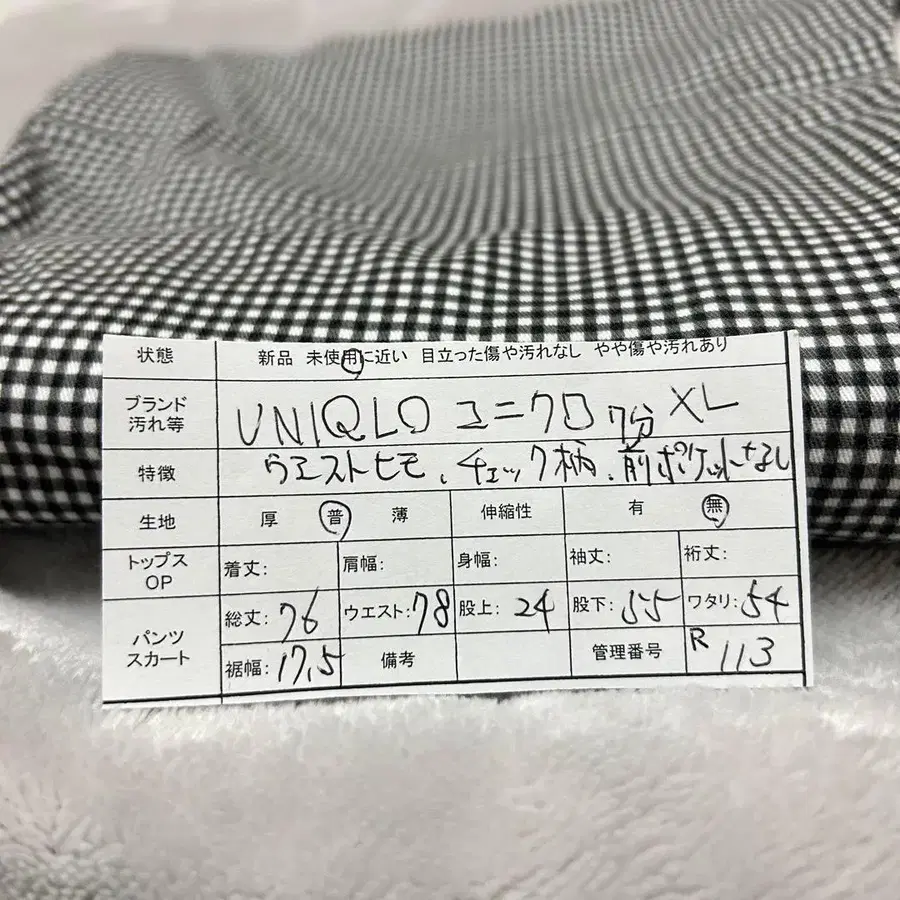 状態 新品 未使用に近い 目立った傷や汚れなし やや傷や汚れあり
ブランド
汚れ等
UNIQLO ユニクロ 7分 XL
特徴 ウエストヒモ、チェック柄、前ポケットなし
生地 厚 普 薄 伸縮性 有 無
トップス
OP
着丈: 肩幅: 身幅: 袖丈: 裄丈:
パンツ
スカート
総丈:76 ウエスト:78 股上:24 股下:55 ワタリ:54
裾幅:17.5 備考 管理番号 R 113